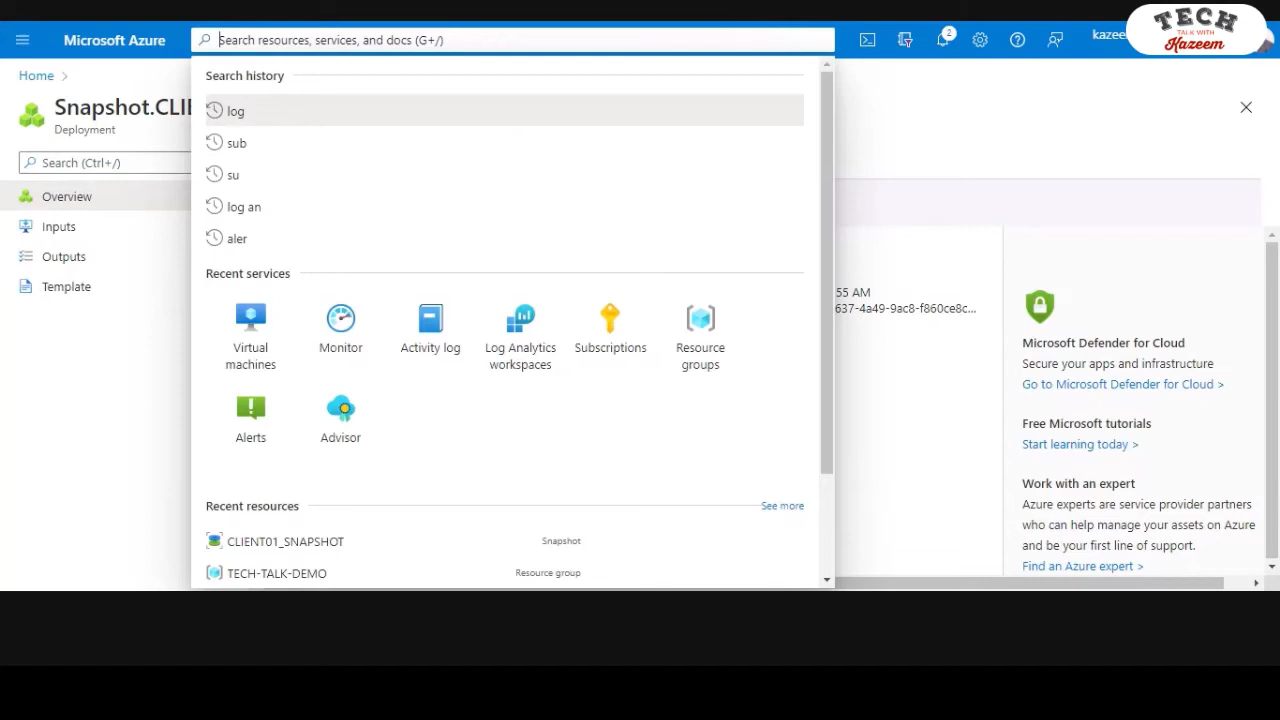 Microsoft Azure
Search resources, services, and docs (G+/)
2
kazee
TECH
TALK WITH
Kazeem
Home
Snapshot.CLIE
Deployment
Search (Ctrl+/)
Overview
Inputs
Outputs
Template
Search history
log
sub
su
log an
aler
Recent services
Virtual machines
Monitor
Activity log
Log Analytics workspaces
Subscriptions
Resource groups
Alerts
Advisor
Recent resources
See more
CLIENT01_SNAPSHOT Snapshot
TECH-TALK-DEMO Resource group
55 AM
637-4a49-9ac8-f860ce8c...
Microsoft Defender for Cloud
Secure your apps and infrastructure
Go to Microsoft Defender for Cloud >
Free Microsoft tutorials
Start learning today >
Work with an expert
Azure experts are service provider partners
who can help manage your assets on Azure
and be your first line of support.
Find an Azure expert >